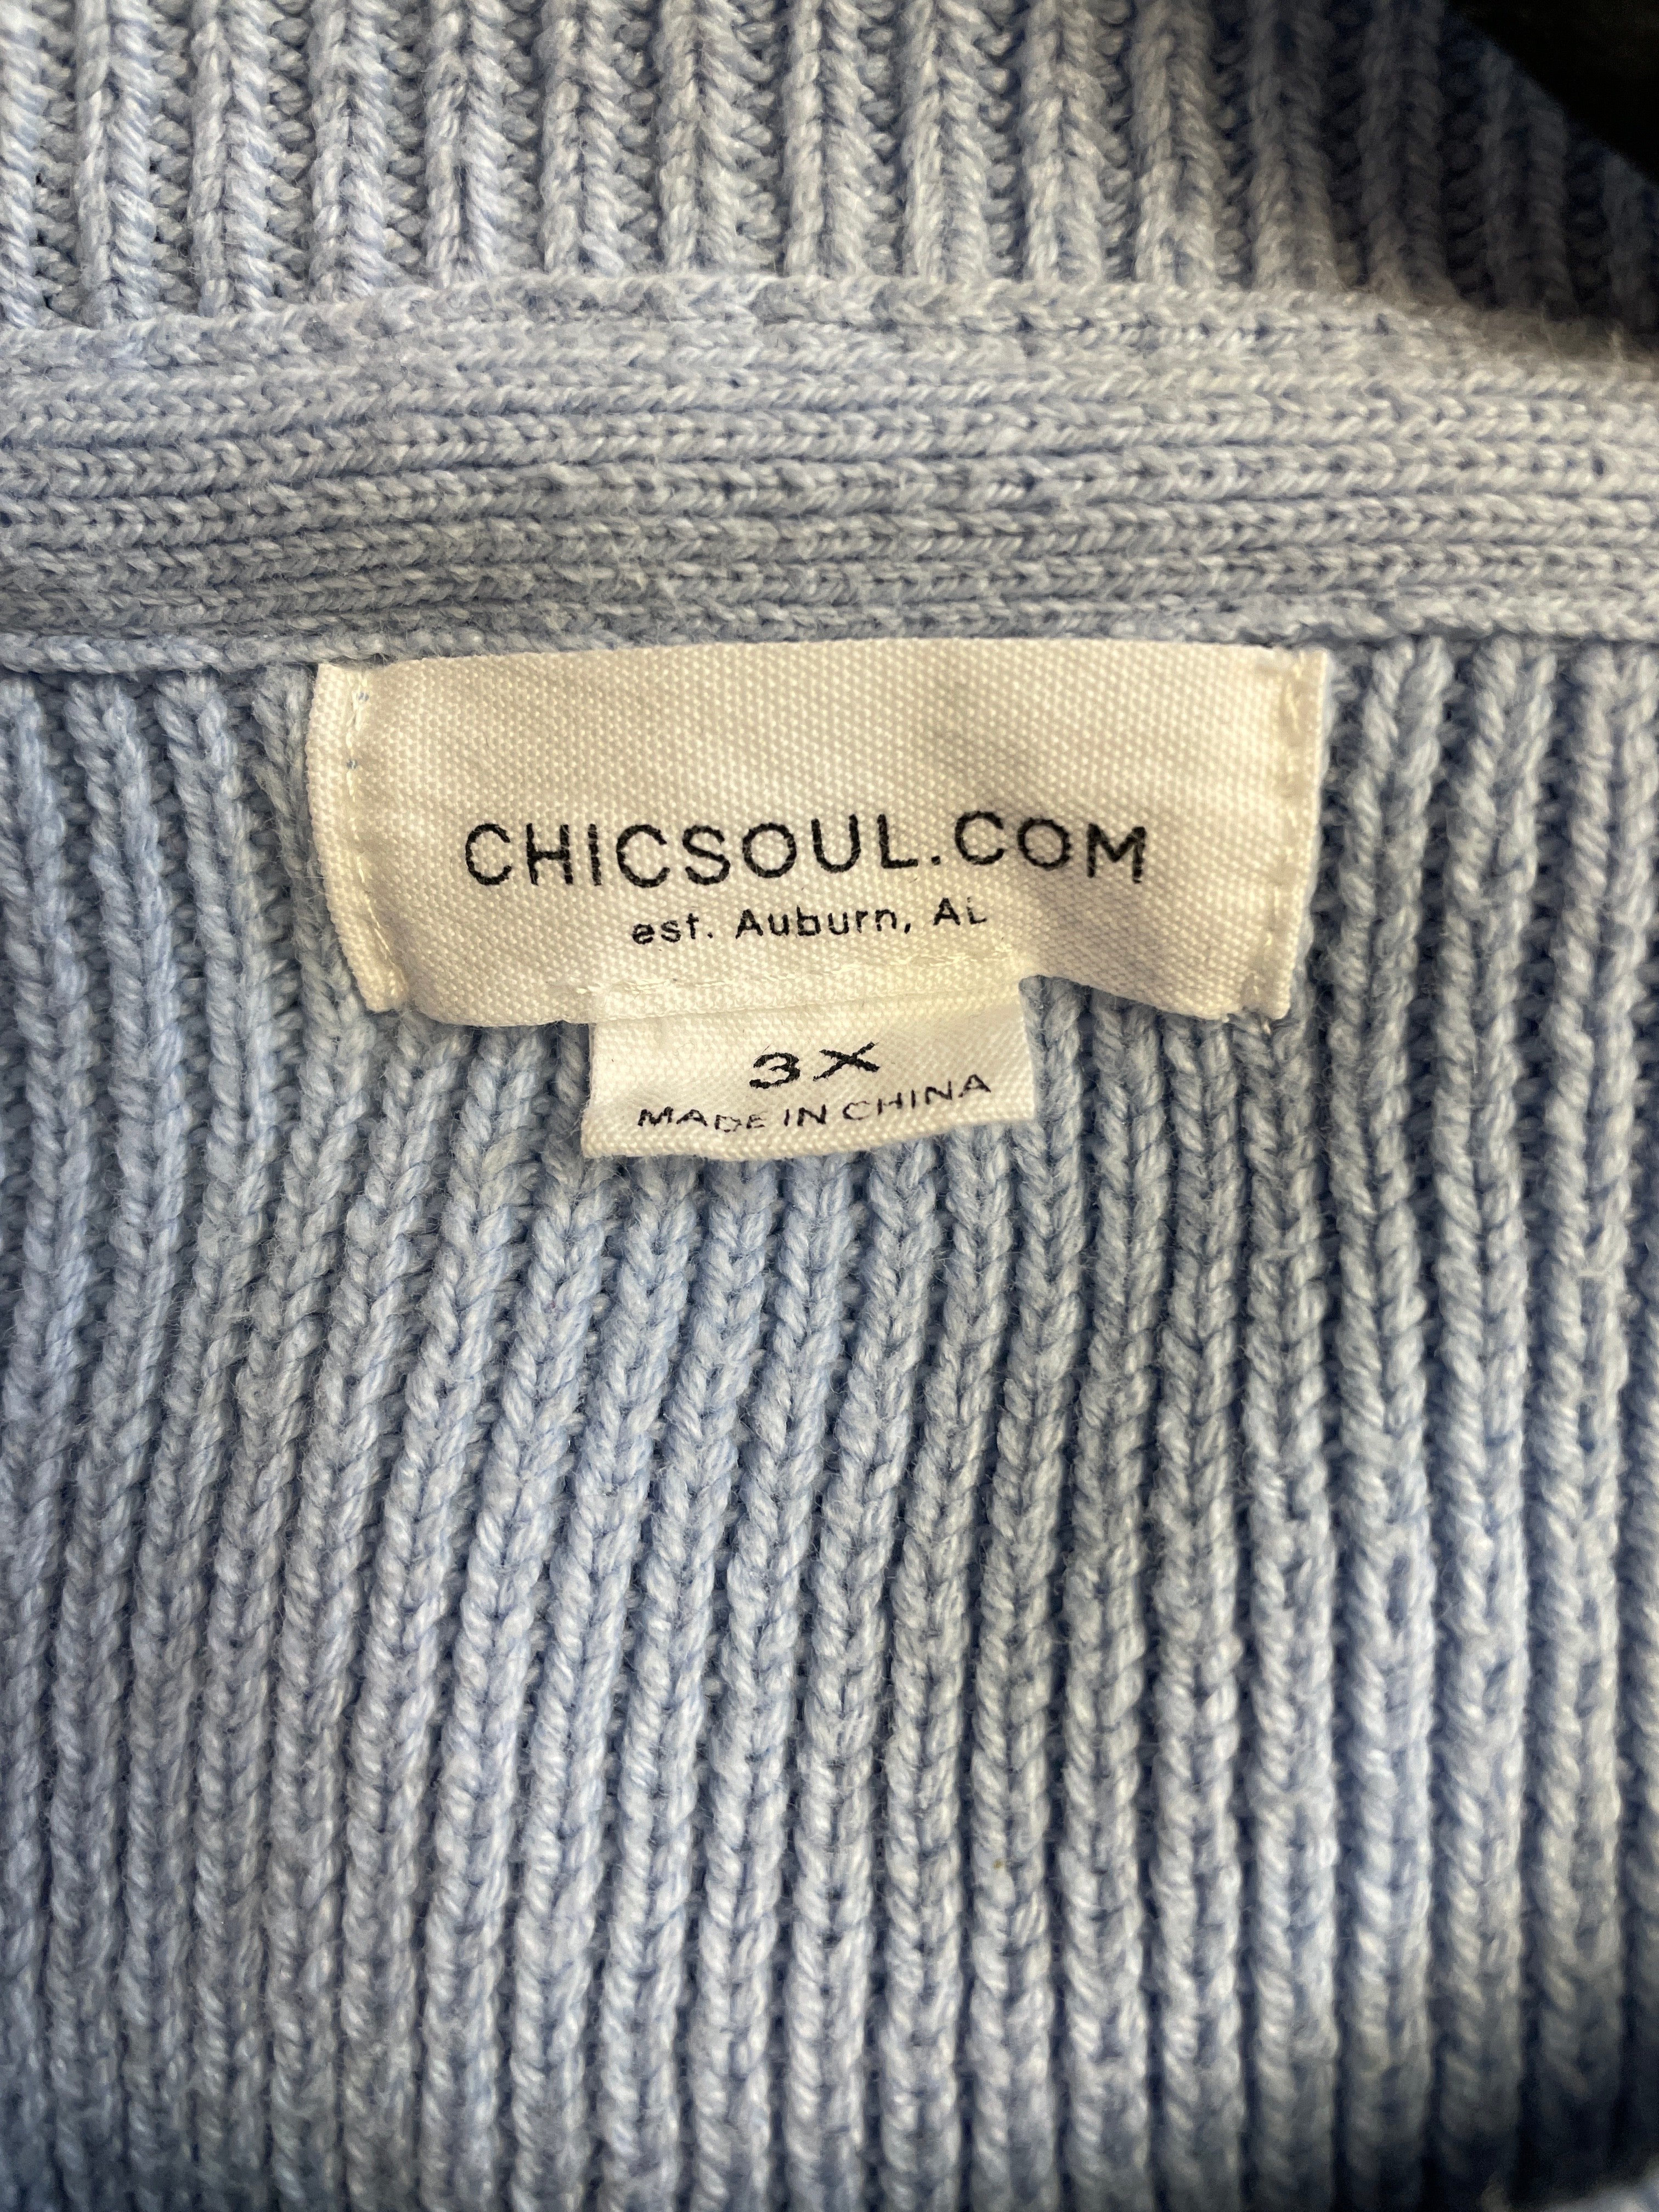 CHICSOUL.COM
est. Auburn, AL
3X
MADE IN CHINA